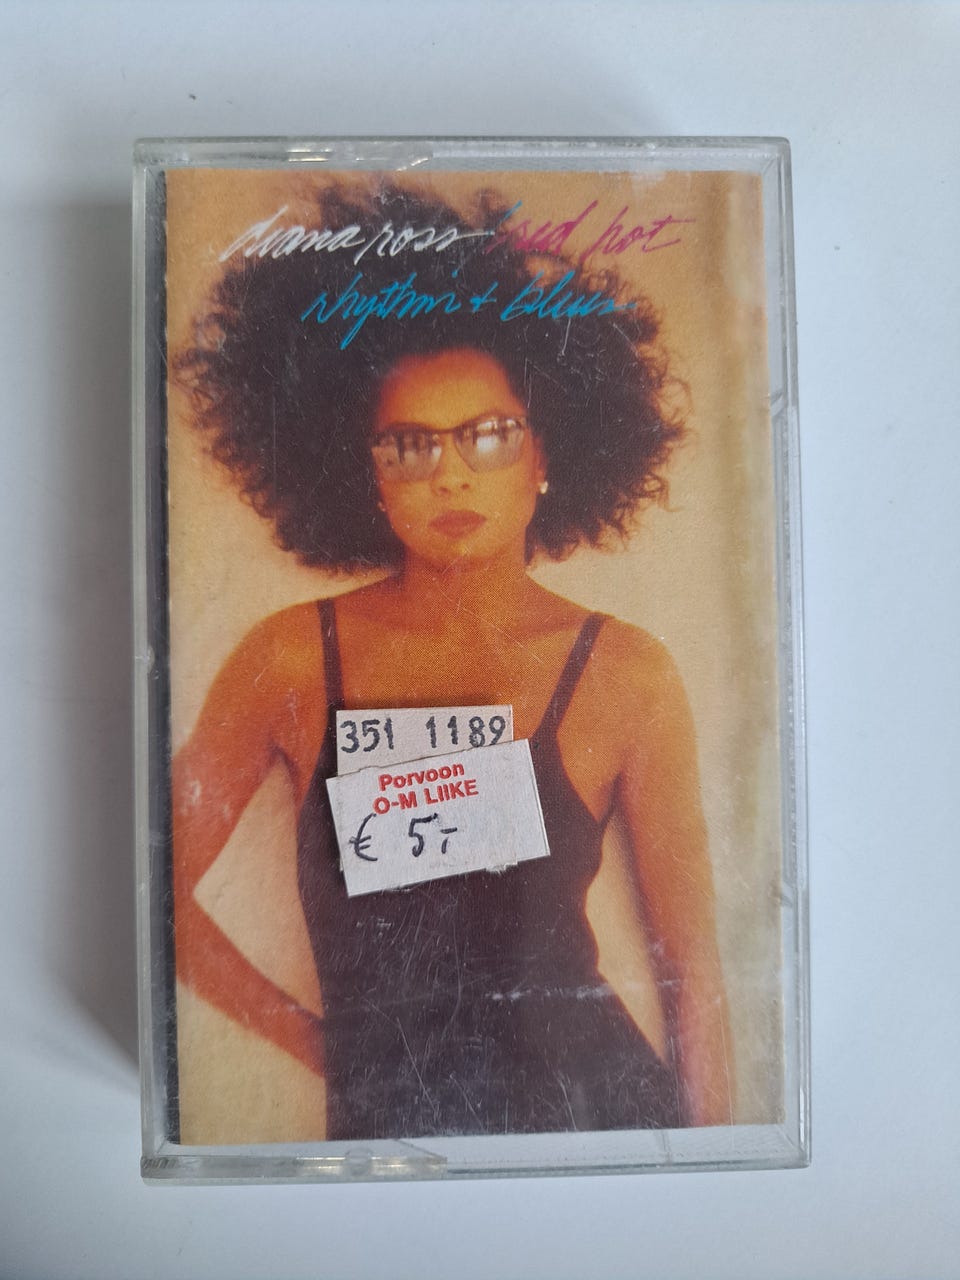 diana ross red hot
rhythm + blues
351 1189
Porvoon
O-M LIIKE
€ 5,-